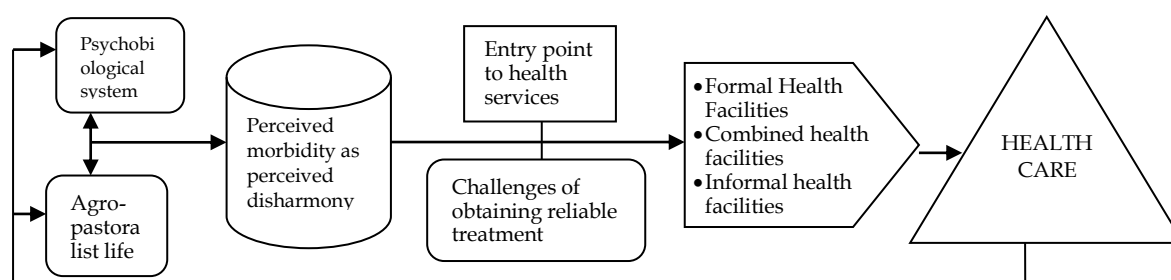 Psychobi
ological
system
Agro-
pastora
list life
Perceived
morbidity as
perceived
disharmony
Entry point
to health
services
Challenges of
obtaining reliable
treatment
•Formal Health
Facilities
•Combined health
facilities
•Informal health
facilities
HEALTH
CARE